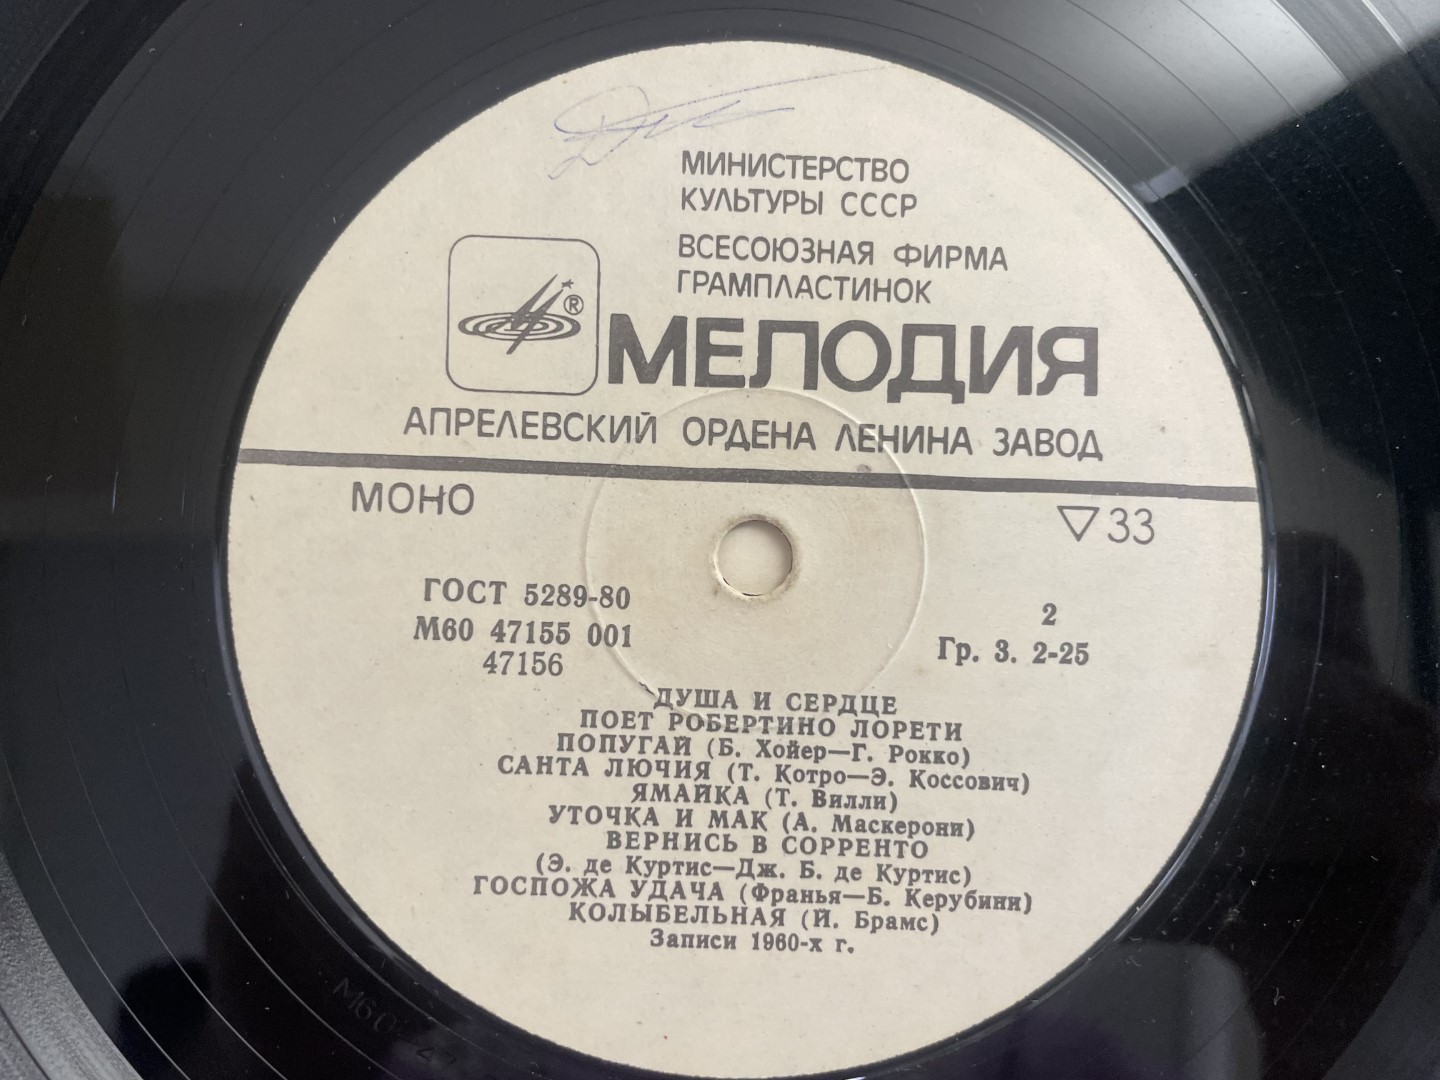 МИНИСТЕРСТВО
КУЛЬТУРЫ СССР
ВСЕСОЮЗНАЯ ФИРМА
ГРАМПЛАСТИНОК
®
МЕЛОДИЯ
АПРЕЛЕВСКИЙ ОРДЕНА ЛЕНИНА ЗАВОД
МОНО
▽33
ГОСТ 5289-80
М60 47155 001
47156
2
Гр. 3. 2-25
ДУША И СЕРДЦЕ
ПОЕТ РОБЕРТИНО ЛОРЕТИ
ПОПУГАЙ (Б. Хойер—Г. Рокко)
САНТА ЛЮЧИЯ (Т. Котро—Э. Коссович)
ЯМАЙКА (Т. Вилли)
УТОЧКА И МАК (А. Маскерони)
ВЕРНИСЬ В СОРРЕНТО
(Э. де Куртис—Дж. Б. де Куртис)
ГОСПОЖА УДАЧА (Франья—Б. Керубини)
КОЛЫБЕЛЬНАЯ (Й. Брамс)
Записи 1960-х г.
М60